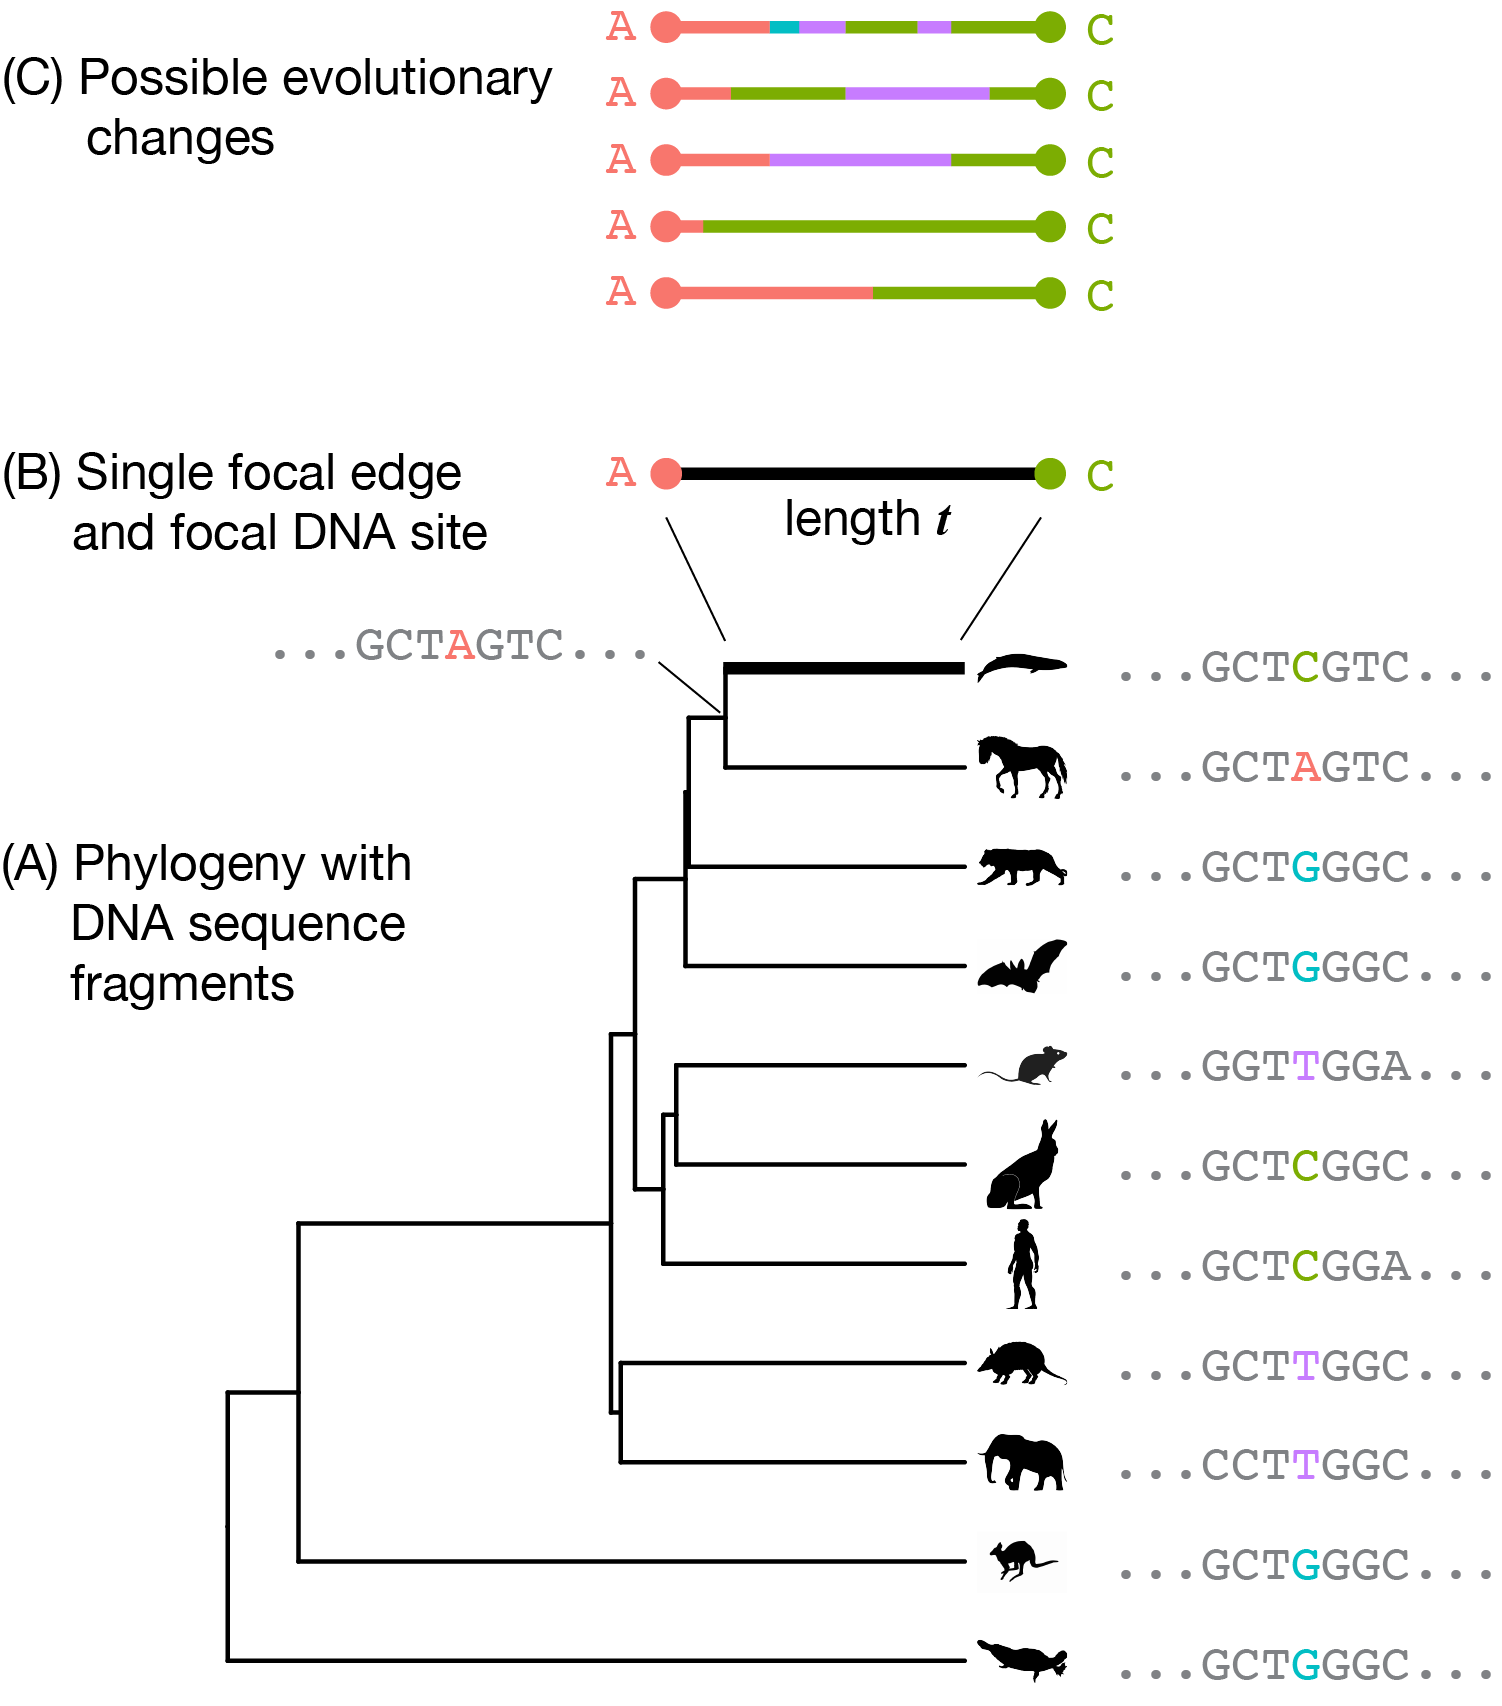 A C
(C) Possible evolutionary
changes
A C
A C
A C
A C
(B) Single focal edge
and focal DNA site
A C
length t
...GCTAGTC...
...GCTCGTC...
...GCTAGTC...
(A) Phylogeny with
DNA sequence
fragments
...GCTGGGC...
...GCTGGGC...
...GGTTGGA...
...GCTCGGC...
...GCTCGGA...
...GCTTGGC...
...CCTTGGC...
...GCTGGGC...
...GCTGGGC...